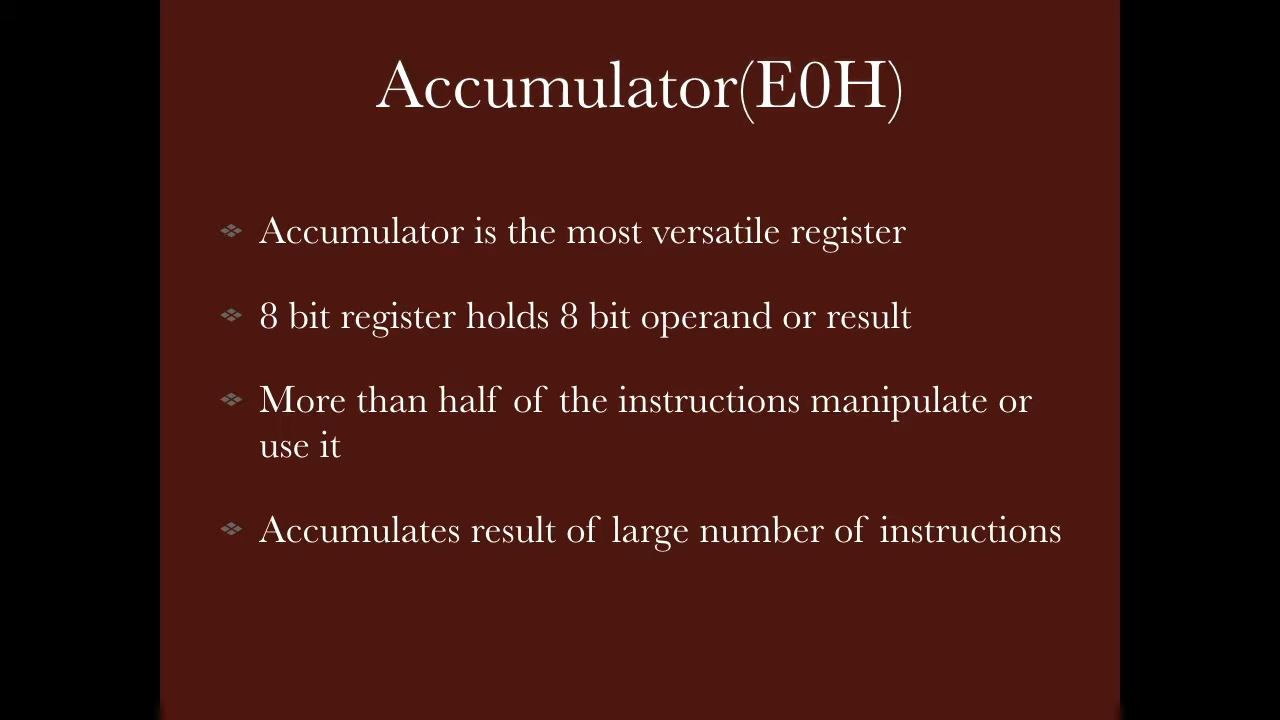 Accumulator(E0H)
Accumulator is the most versatile register
8 bit register holds 8 bit operand or result
More than half of the instructions manipulate or
use it
Accumulates result of large number of instructions